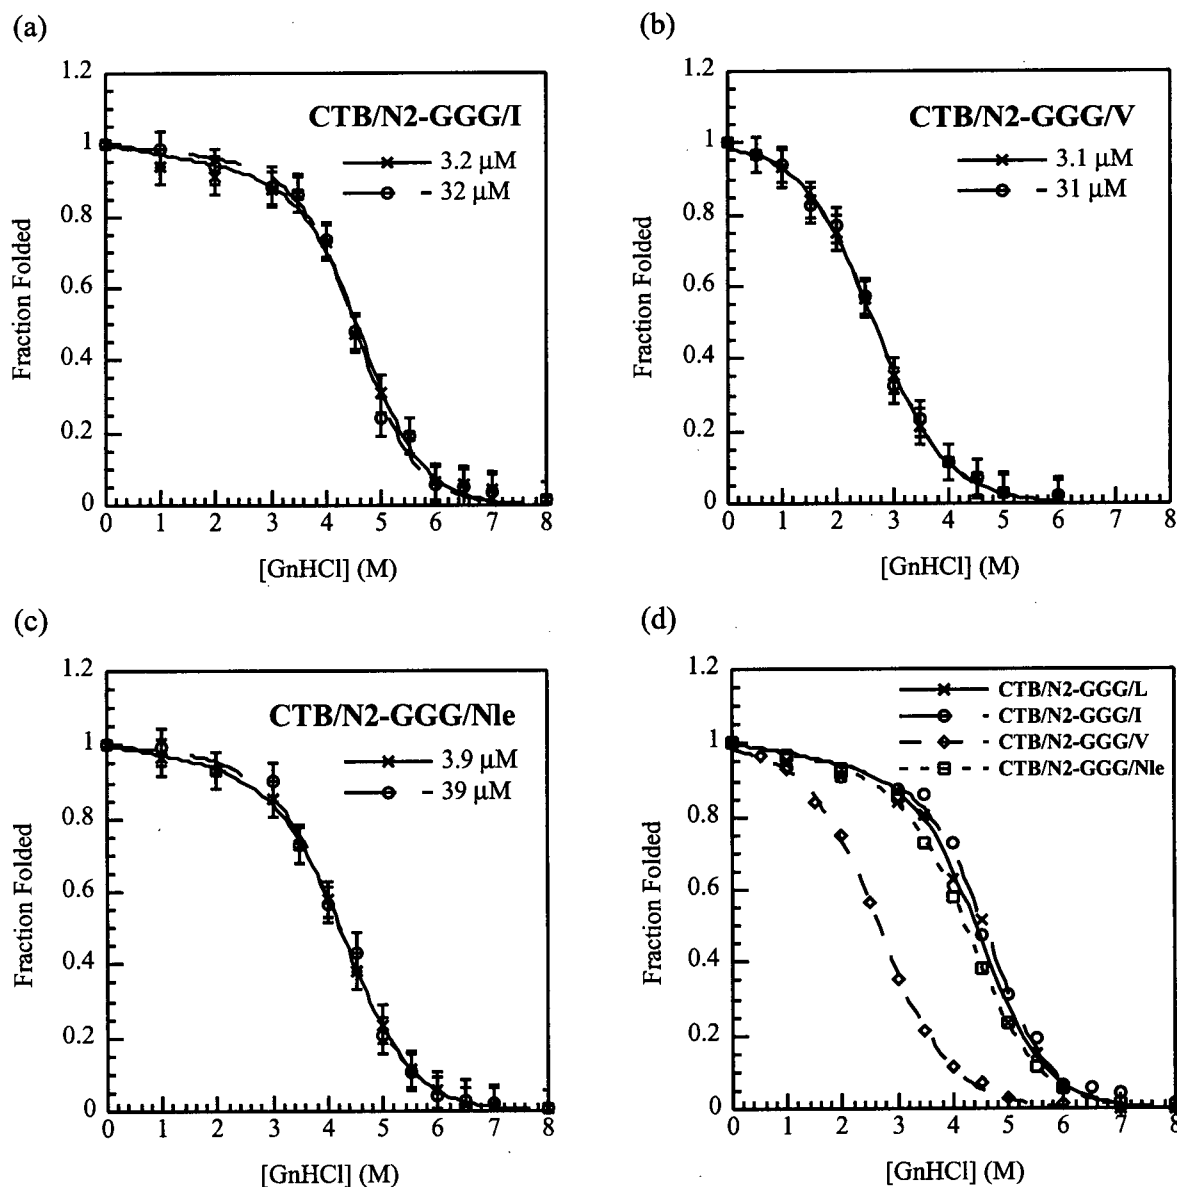 (a)
CTB/N2-GGG/I
3.2 μM
32 μM
Fraction Folded
1.2
1
0.8
0.6
0.4
0.2
0
0 1 2 3 4 5 6 7 8
[GnHCl] (M)
(b)
CTB/N2-GGG/V
3.1 μM
31 μM
Fraction Folded
1.2
1
0.8
0.6
0.4
0.2
0
0 1 2 3 4 5 6 7 8
[GnHCl] (M)
(c)
CTB/N2-GGG/Nle
3.9 μM
39 μM
Fraction Folded
1.2
1
0.8
0.6
0.4
0.2
0
0 1 2 3 4 5 6 7 8
[GnHCl] (M)
(d)
CTB/N2-GGG/L
CTB/N2-GGG/I
CTB/N2-GGG/V
CTB/N2-GGG/Nle
Fraction Folded
1.2
1
0.8
0.6
0.4
0.2
0
0 1 2 3 4 5 6 7 8
[GnHCl] (M)